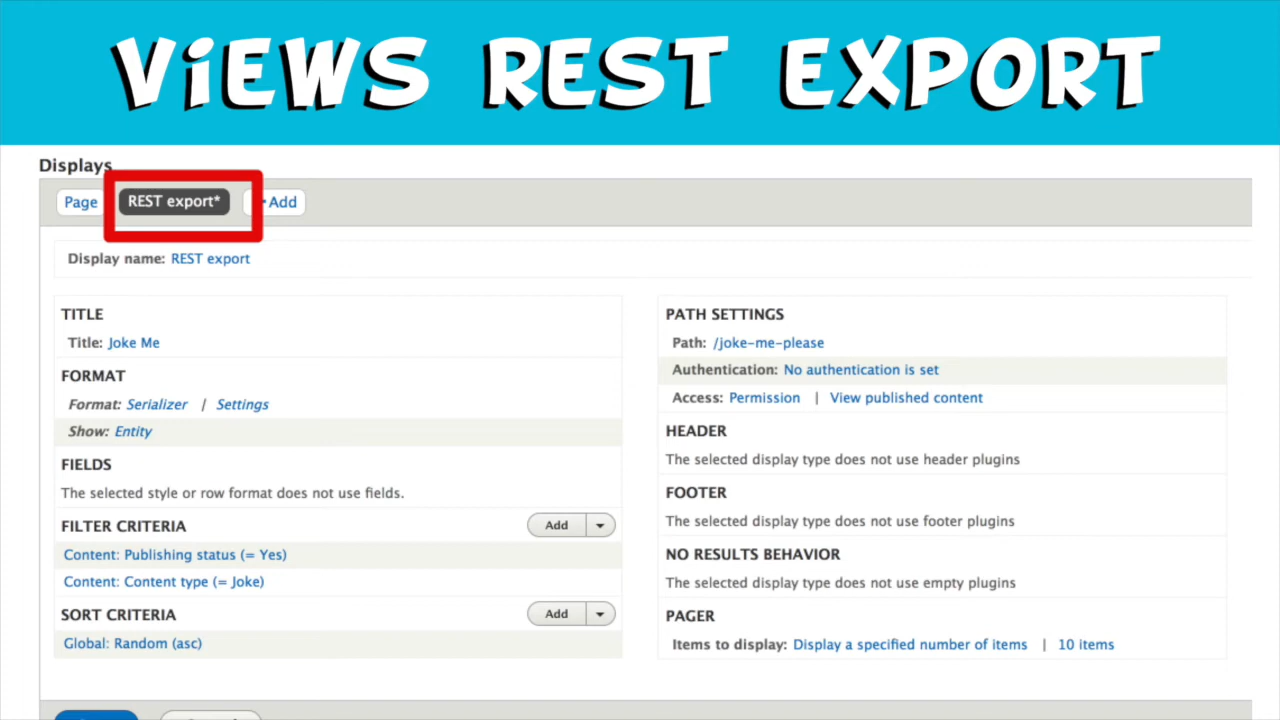 VIEWS REST EXPORT
Displays
Page REST export* Add
Display name: REST export
TITLE
Title: Joke Me
FORMAT
Format: Serializer | Settings
Show: Entity
FIELDS
The selected style or row format does not use fields.
FILTER CRITERIA Add
Content: Publishing status (= Yes)
Content: Content type (= Joke)
SORT CRITERIA Add
Global: Random (asc)
PATH SETTINGS
Path: /joke-me-please
Authentication: No authentication is set
Access: Permission | View published content
HEADER
The selected display type does not use header plugins
FOOTER
The selected display type does not use footer plugins
NO RESULTS BEHAVIOR
The selected display type does not use empty plugins
PAGER
Items to display: Display a specified number of items | 10 items